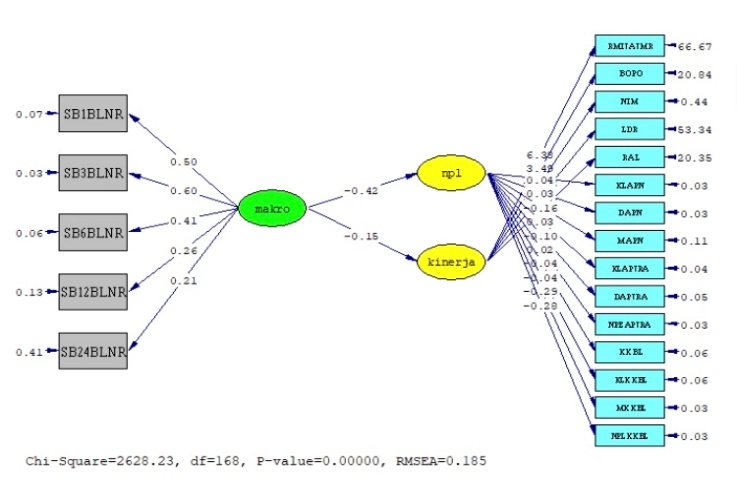 0.07 SB1BLNR
0.03 SB3BLNR
0.06 SB6BLNR
0.13 SB12BLNR
0.41 SB24BLNR
0.50
0.60
0.41
0.26
0.21
makro
-0.42
-0.15
npl
kinerja
3.49
0.04
0.03
-0.16
0.03
-0.10
0.02
-0.04
-0.04
-0.29
-0.28
66.67
BOPO 20.84
NIM 0.44
LDR 53.34
RAL 20.35
KLAPN 0.03
DAPN 0.03
MAPN 0.11
KLAPTRA 0.04
DAPTRA 0.05
NPEAPTRA 0.03
KKBL 0.06
KLKKBL 0.06
MKKBL 0.03
NPLKKBL 0.03
Chi-Square=2628.23, df=168, P-value=0.00000, RMSEA=0.185